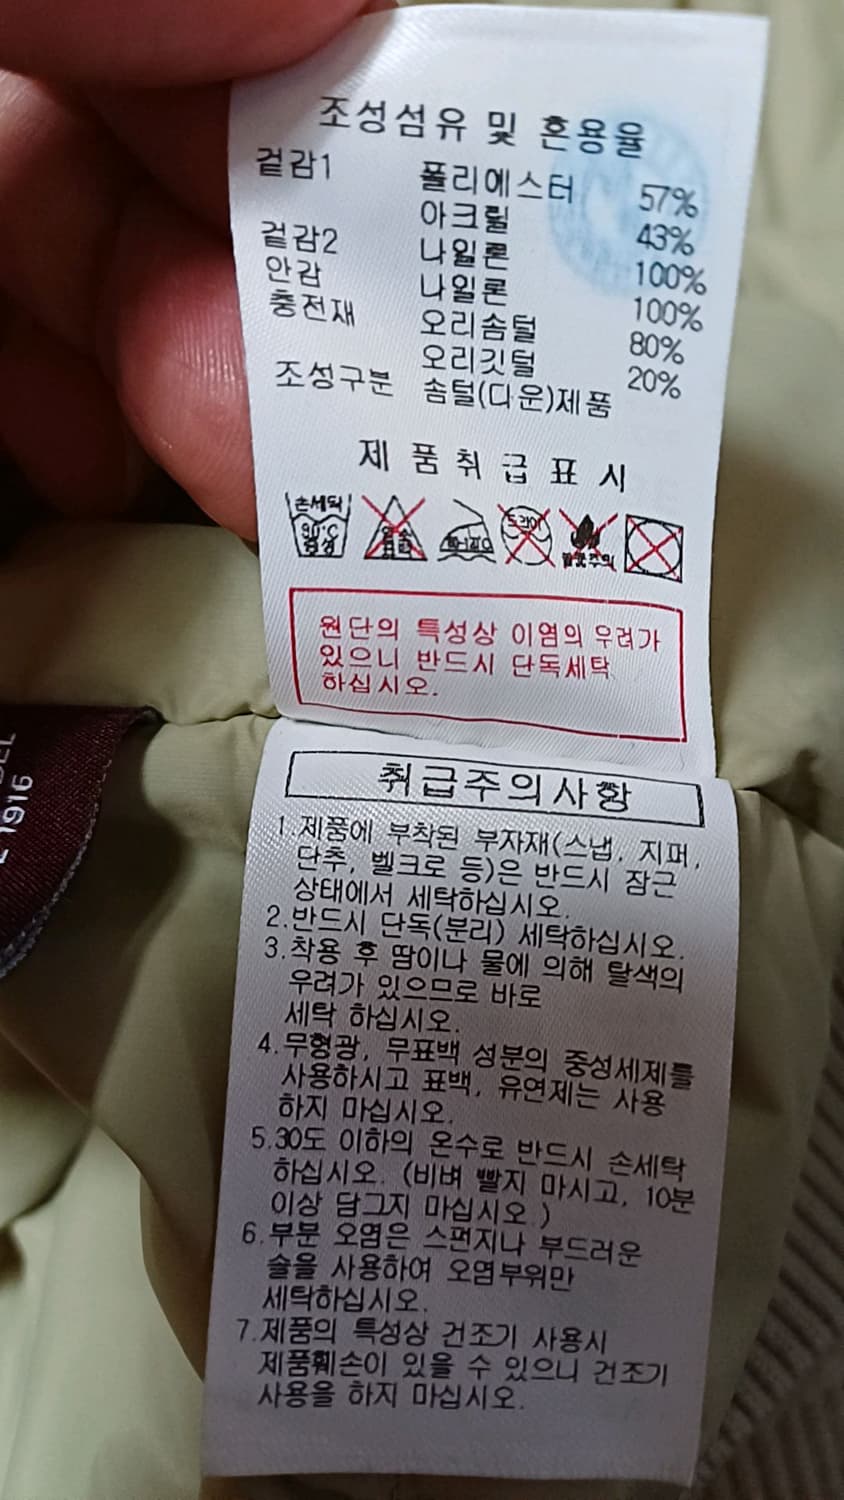 조성섬유 및 혼용율
겉감1 폴리에스터 57%
아크릴 43%
겉감2 나일론 100%
안감 나일론 100%
충전재 오리솜털 80%
오리깃털 20%
조성구분 솜털(다운)제품
제 품 취 급 표 시
손세탁
중성
드라이
원단의 특성상 이염의 우려가
있으니 반드시 단독세탁
하십시오.
취급주의사항
1.제품에 부착된 부자재(스냅, 지퍼,
단추, 벨크로 등)은 반드시 잠근
상태에서 세탁하십시오.
2.반드시 단독(분리) 세탁하십시오.
3.착용 후 땀이나 물에 의해 탈색의
우려가 있으므로 바로
세탁 하십시오.
4.무형광, 무표백 성분의 중성세제를
사용하시고 표백, 유연제는 사용
하지 마십시오.
5.30도 이하의 온수로 반드시 손세탁
하십시오. (비벼 빨지 마시고, 10분
이상 담그지 마십시오.)
6.부분 오염은 스펀지나 부드러운
솔을 사용하여 오염부위만
세탁하십시오.
7.제품의 특성상 건조기 사용시
제품훼손이 있을 수 있으니 건조기
사용을 하지 마십시오.
1916